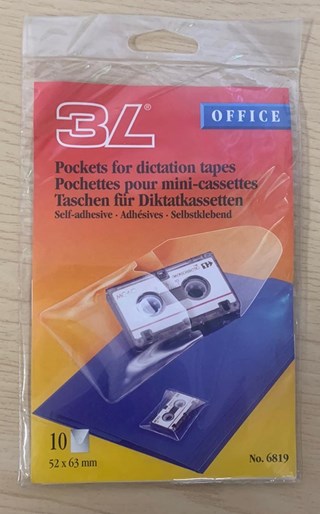 3L®
OFFICE
Pockets for dictation tapes
Pochettes pour mini-cassettes
Taschen für Diktatkassetten
Self-adhesive - Adhésives - Selbstklebend
10
52 x 63 mm
No. 6819